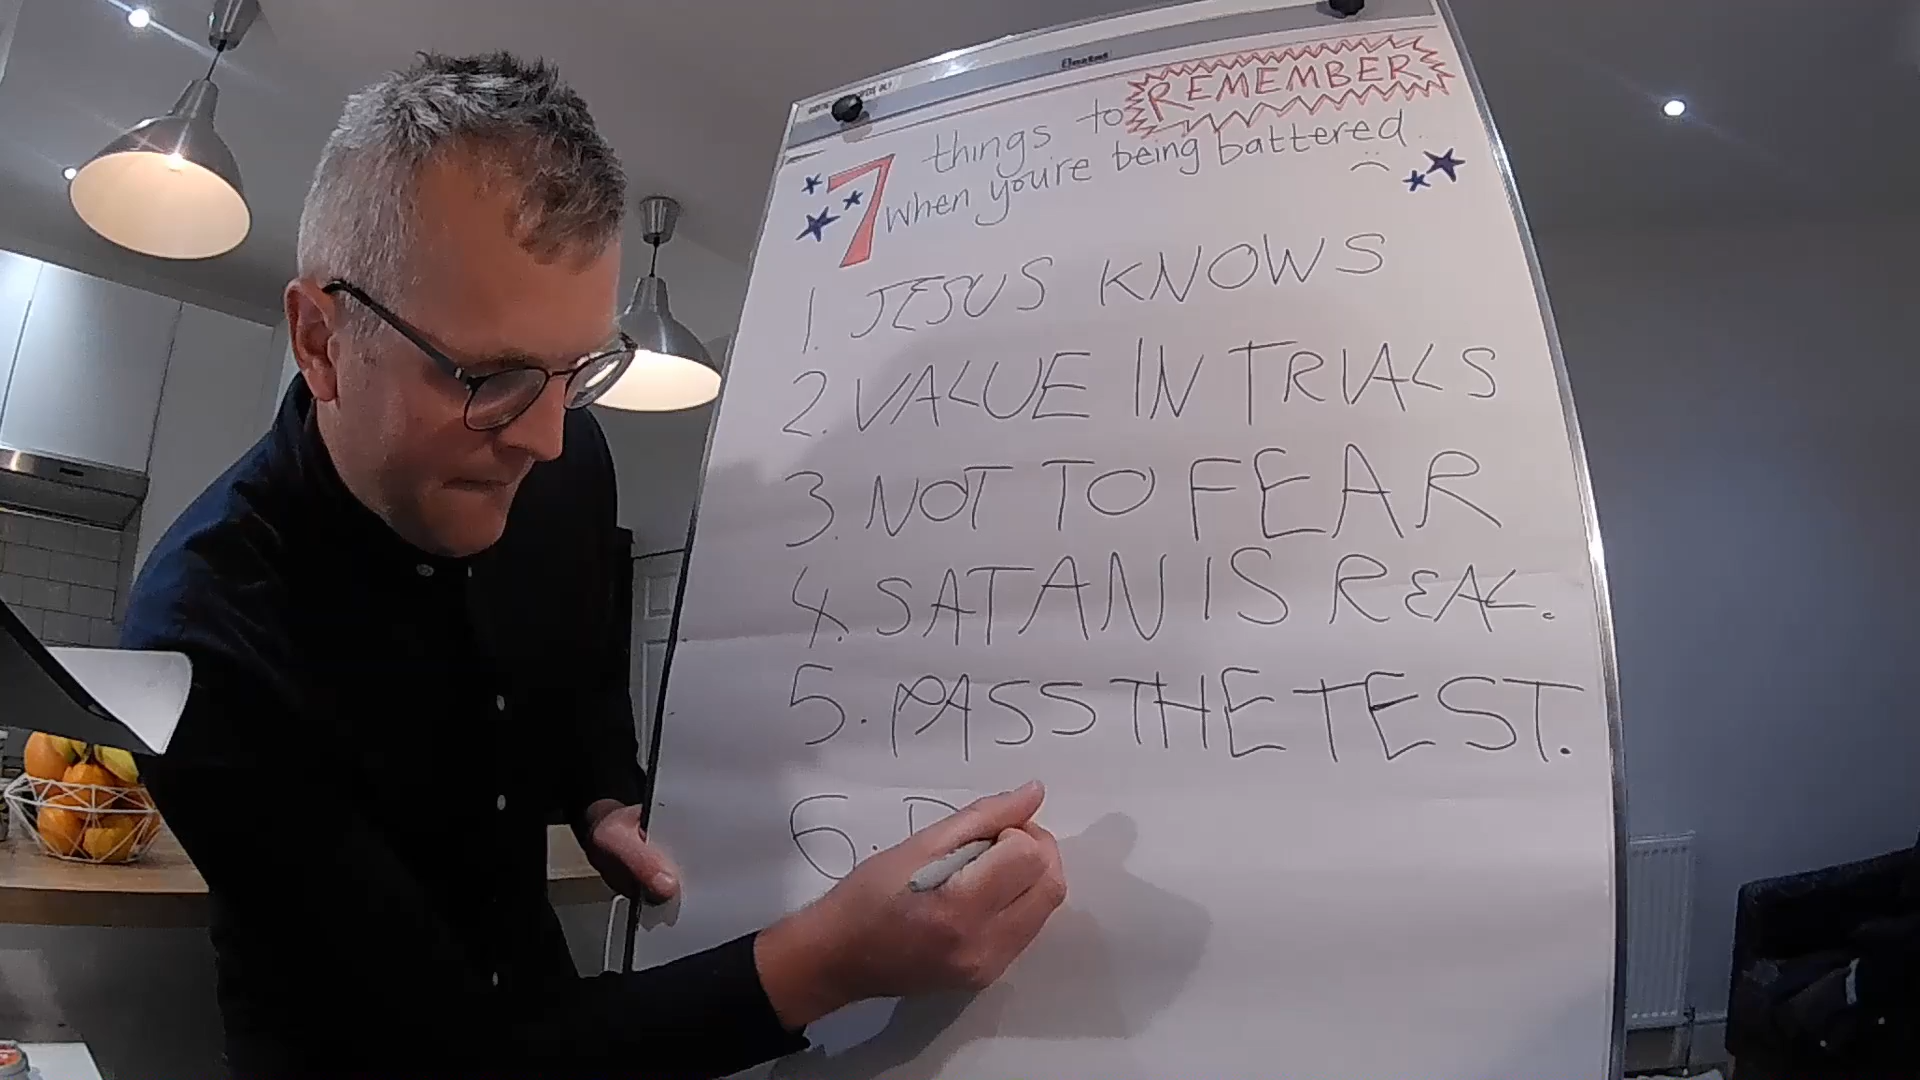 7 things to REMEMBER
when you're being battered.
1. JESUS KNOWS
2. VALUE IN TRIALS
3. NOT TO FEAR
4. SATAN IS REAL.
5. PASS THE TEST.
6.